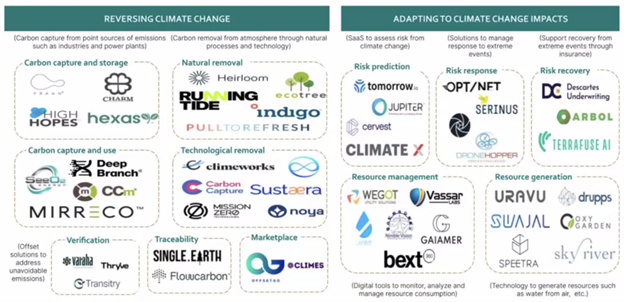 REVERSING CLIMATE CHANGE
(Carbon capture from point sources of emissions
such as industries and power plants)
(Carbon removal from atmosphere through natural
processes and technology)
Carbon capture and storage
CHARM
HIGH
HOPES
hexas
Natural removal
Heirloom
RUNNING
TIDE
ecotree
indigo
PULLTOREFRESH
Carbon capture and use
SeeO2
ENERGY
Deep
Branch
CCm
MIRRECO™
Technological removal
climeworks
Carbon
Capture
Sustaera
MISSION
ZERO
noya
(Offset
solutions to
address
unavoidable
emissions)
Verification
varaha
Thryve
Transitry
Traceability
SINGLE.EARTH
Flowcarbon
Marketplace
OFFSETED
@CLIMES
ADAPTING TO CLIMATE CHANGE IMPACTS
(SaaS to assess risk from
climate change)
(Solutions to manage
response to extreme
events)
(Support recovery from
extreme events through
insurance)
Risk prediction
tomorrow.io
JUPITER
cervest
CLIMATE X
Risk response
OPT/NFT
SERINUS
DRONEHOPPER
Risk recovery
Descartes
Underwriting
ARBOL
TERRAFUSE AI
Resource management
WEGOT
UTILITY SOLUTIONS
Vassar
LABS
GAIAMER
bext360
(Digital tools to monitor, analyze and
manage resource consumption)
Resource generation
URAVU
drupps
SWAJAL
OXY
GARDEN
SPEETRA
sky river
(Technology to generate resources such
as water from air, etc.)